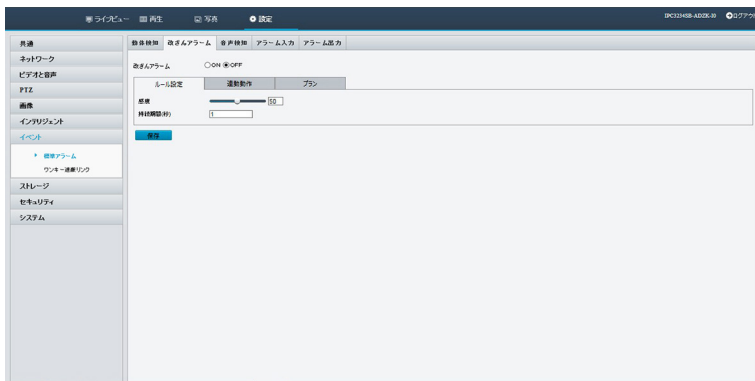 ライブビュー 再生 写真 設定 IPC3234SB-ADZK-I0 ログアウト
共通
ネットワーク
ビデオと音声
PTZ
画像
インテリジェント
イベント
標準アラーム
ワンキー遮断リンク
ストレージ
セキュリティ
システム
動体検知 改ざんアラーム 音声検知 アラーム入力 アラーム出力
改ざんアラーム ON OFF
ルール設定 連動動作 プラン
感度 50
持続期間(秒) 1
保存